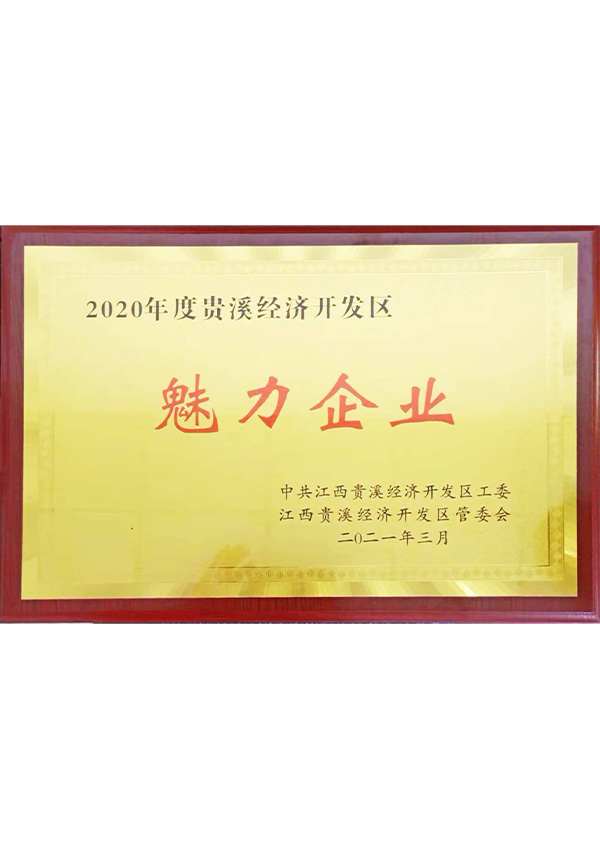 2020年度贵溪经济开发区
魅力企业
中共江西贵溪经济开发区工委
江西贵溪经济开发区管委会
二〇二一年三月